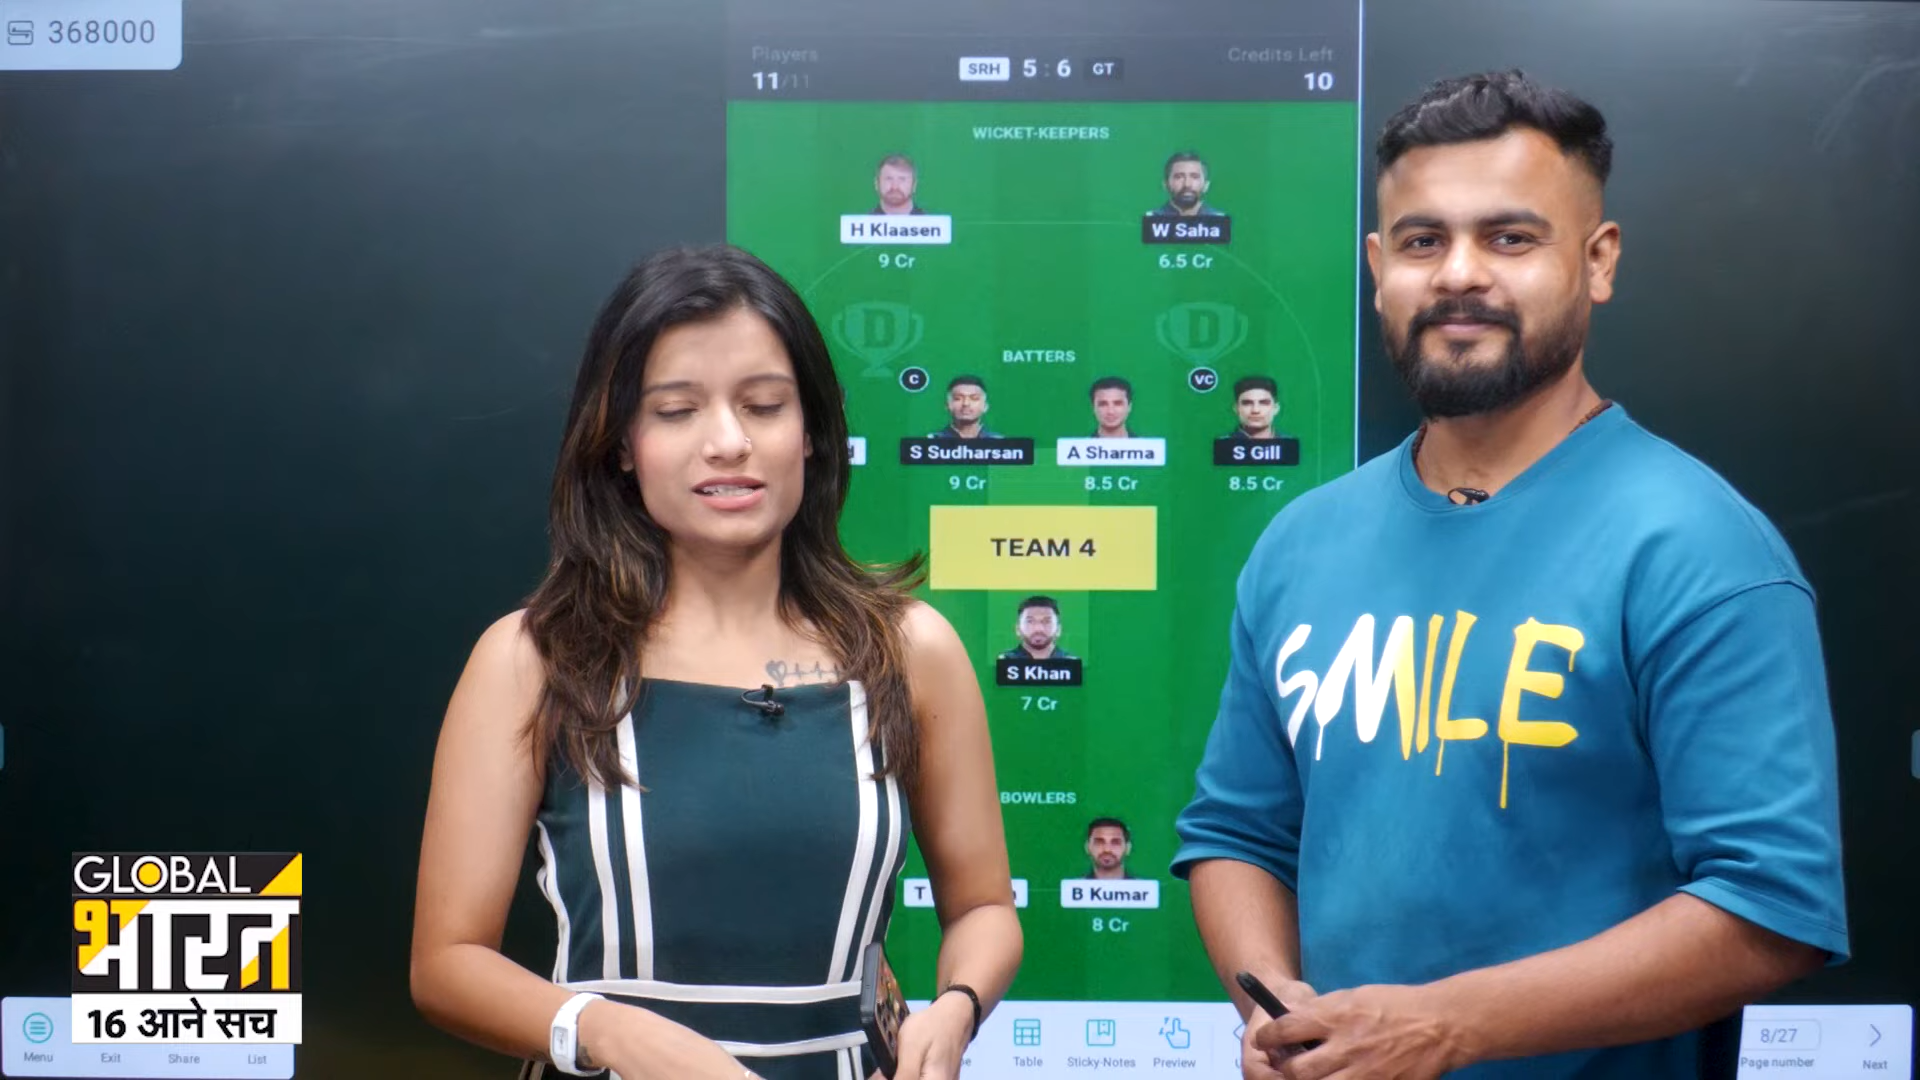 368000
Players
11/11
SRH 5 : 6 GT
Credits Left
10
WICKET-KEEPERS
H Klaasen
9 Cr
W Saha
6.5 Cr
BATTERS
C
VC
S Sudharsan
9 Cr
A Sharma
8.5 Cr
S Gill
8.5 Cr
TEAM 4
S Khan
7 Cr
BOWLERS
B Kumar
8 Cr
SMILE
GLOBAL
भारत
16 आने सच
Menu
Exit
Share
List
Table
Sticky-Notes
Preview
8/27
Page number
Next